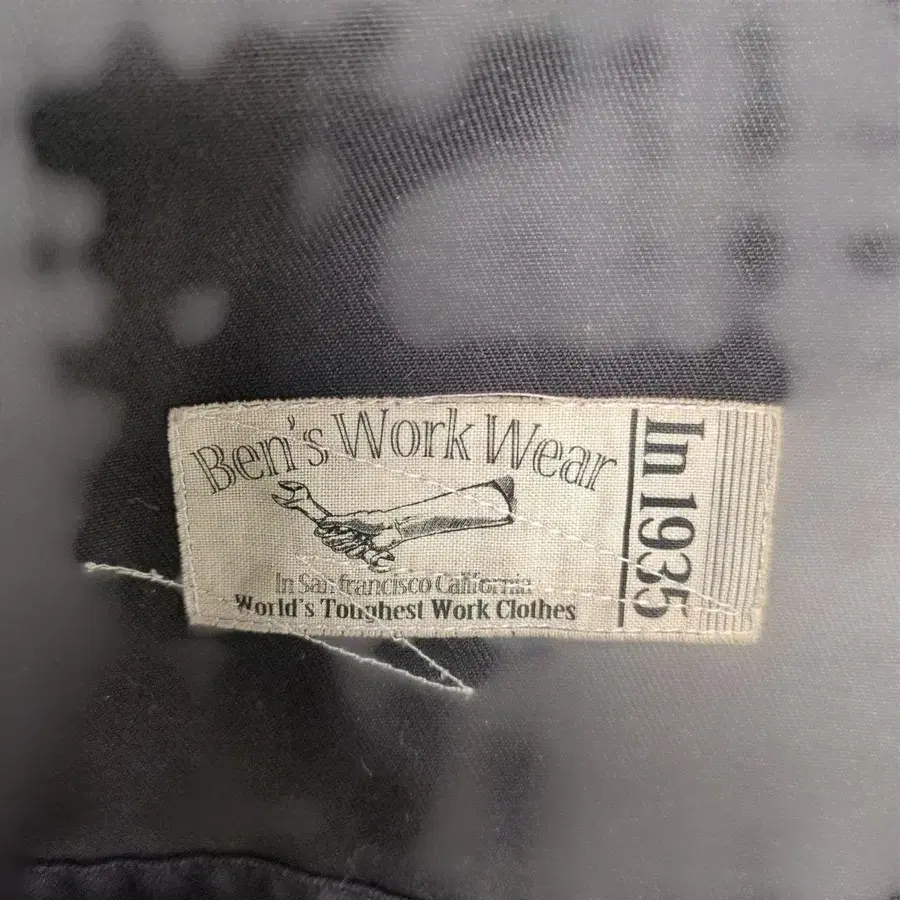 Ben's Work Wear
In San francisco California
World's Toughest Work Clothes
In 1935